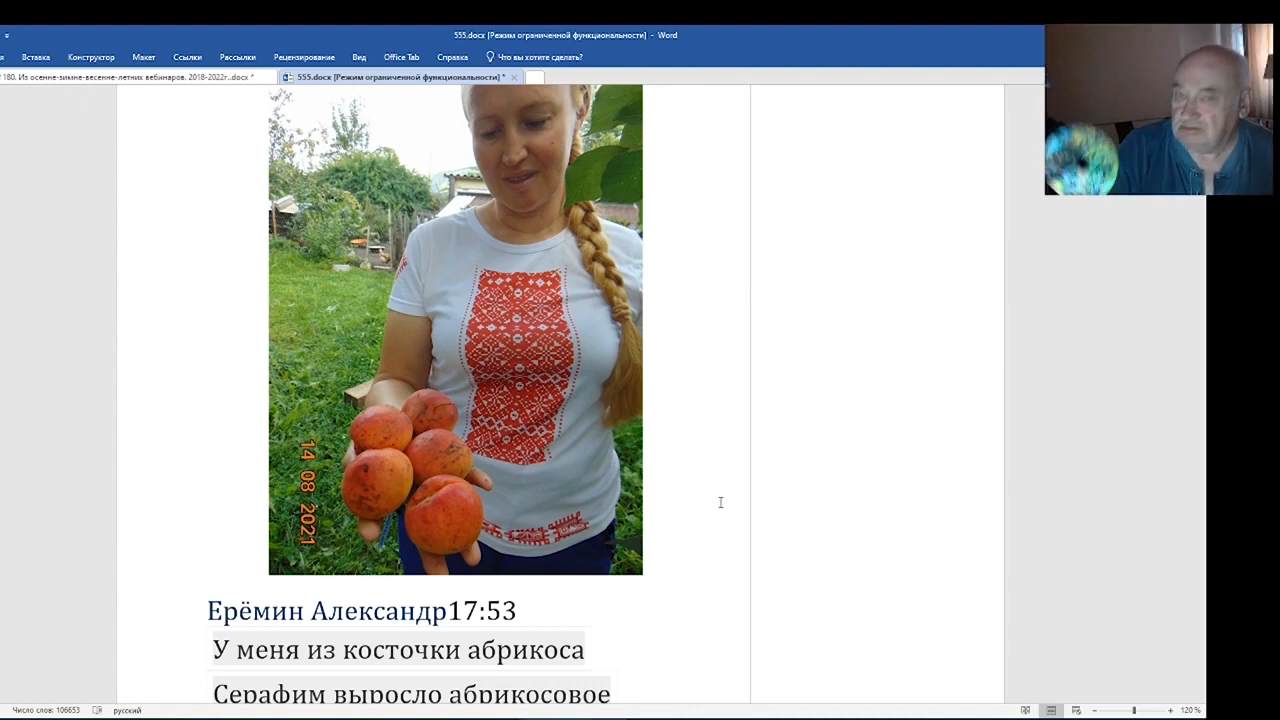 555.docx [Режим ограниченной функциональности] - Word
Вставка Конструктор Макет Ссылки Рассылки Рецензирование Вид Office Tab Справка Что вы хотите сделать?
180. Из осенне-зимне-весенне-летних вебинаров. 2018-2022г..docx * 555.docx [Режим ограниченной функциональности] *
14 08 2021
Ерёмин Александр17:53
У меня из косточки абрикоса
Серафим выросло абрикосовое
Число слов: 106653 русский 120 %